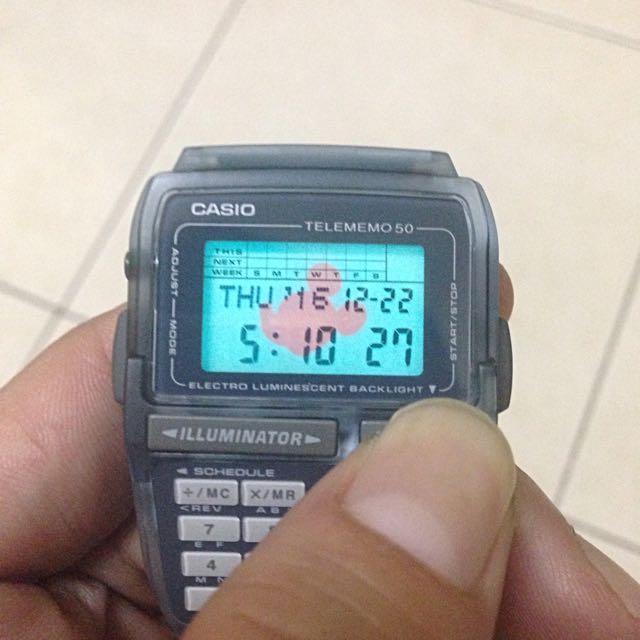 CASIO
TELEMEMO 50
ADJUST MODE
START/STOP
THIS
NEXT
WEEK S M T W T F S
THU '16 12-22
5:10 27
ELECTRO LUMINESCENT BACKLIGHT
ILLUMINATOR
SCHEDULE
÷/MC ×/MR
<REV A B
7
E F
4
M N